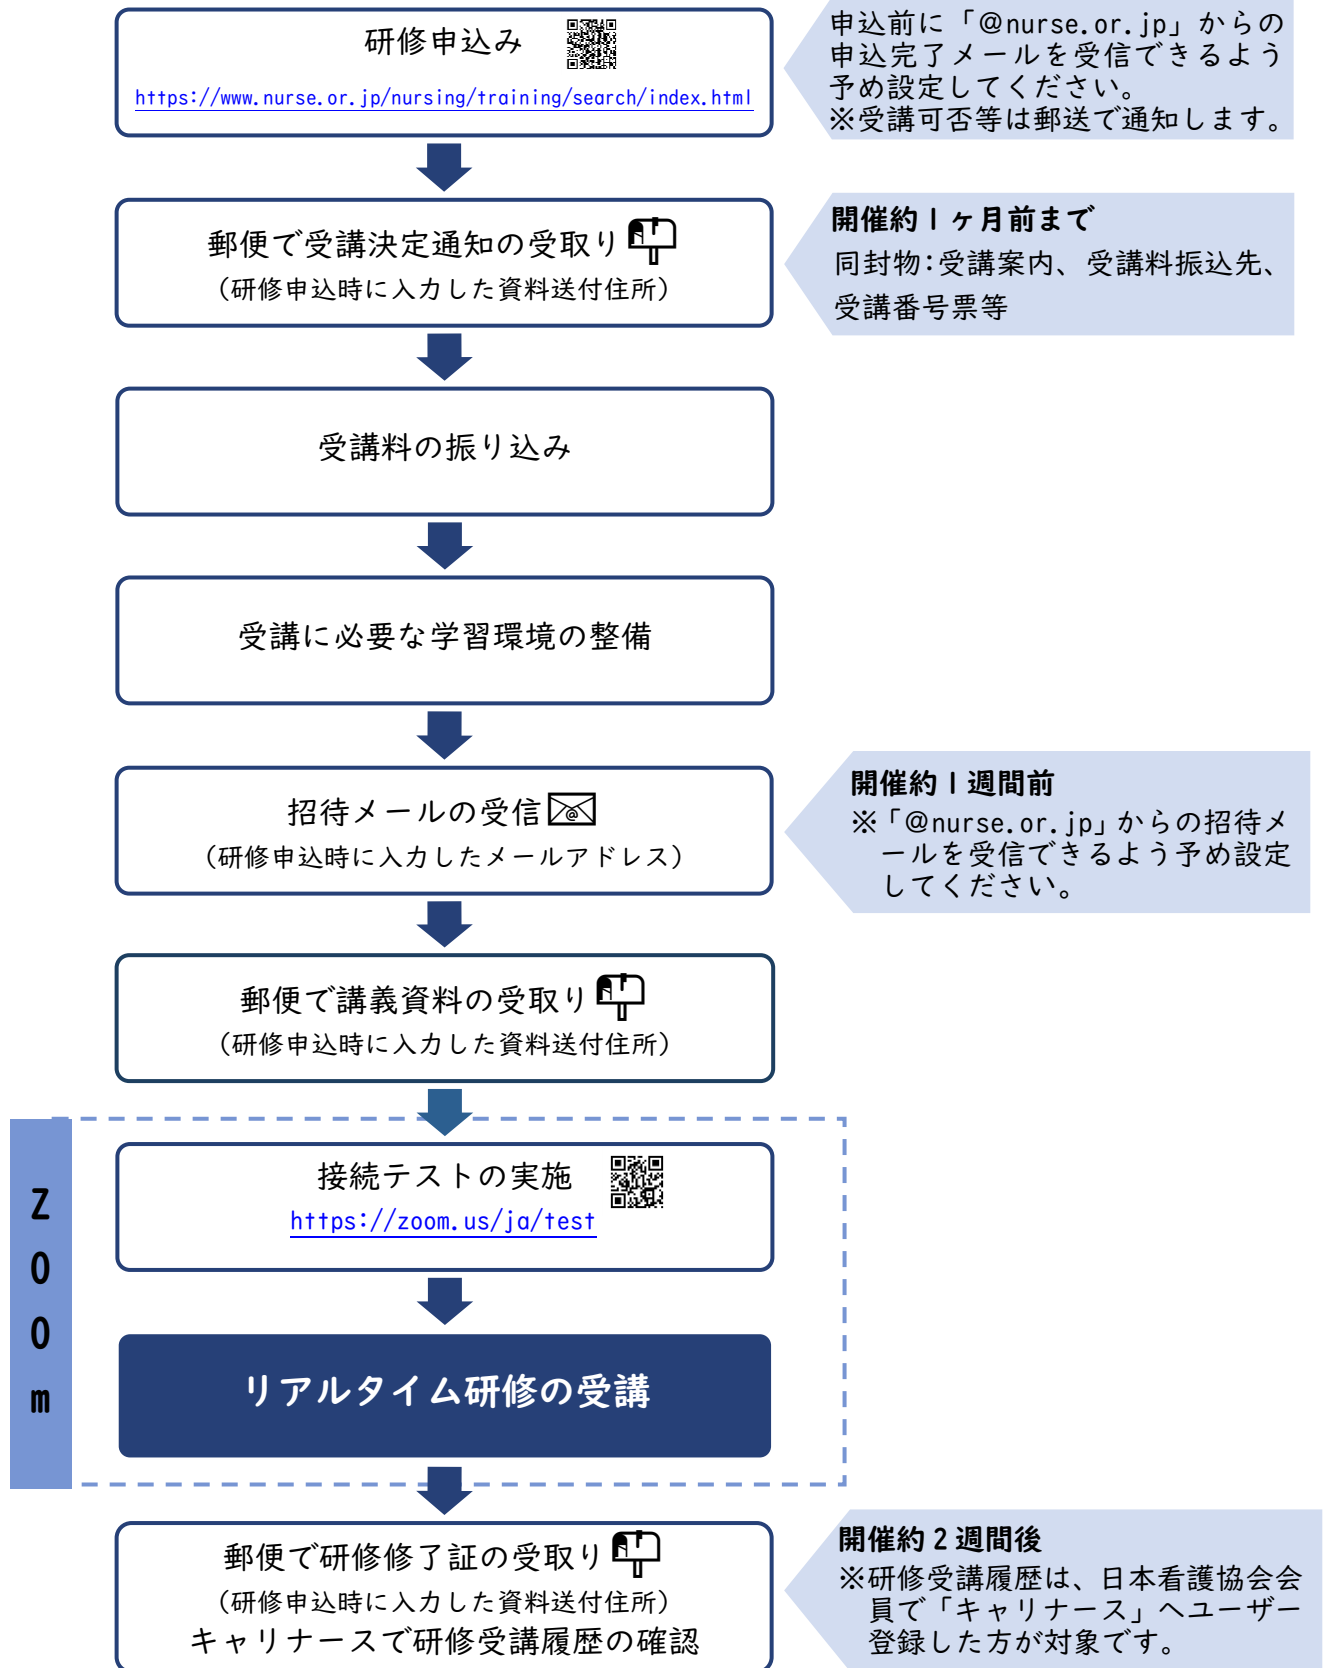 研修申込み
https://www.nurse.or.jp/nursing/training/search/index.html
申込前に「@nurse.or.jp」からの
申込完了メールを受信できるよう
予め設定してください。
※受講可否等は郵送で通知します。
郵便で受講決定通知の受取り
（研修申込時に入力した資料送付住所）
開催約1ヶ月前まで
同封物：受講案内、受講料振込先、
受講番号票等
受講料の振り込み
受講に必要な学習環境の整備
招待メールの受信
（研修申込時に入力したメールアドレス）
開催約1週間前
※「@nurse.or.jp」からの招待メ
ールを受信できるよう予め設定
してください。
郵便で講義資料の受取り
（研修申込時に入力した資料送付住所）
Zoom
接続テストの実施
https://zoom.us/ja/test
リアルタイム研修の受講
郵便で研修修了証の受取り
（研修申込時に入力した資料送付住所）
キャリナースで研修受講履歴の確認
開催約2週間後
※研修受講履歴は、日本看護協会会
員で「キャリナース」へユーザー
登録した方が対象です。